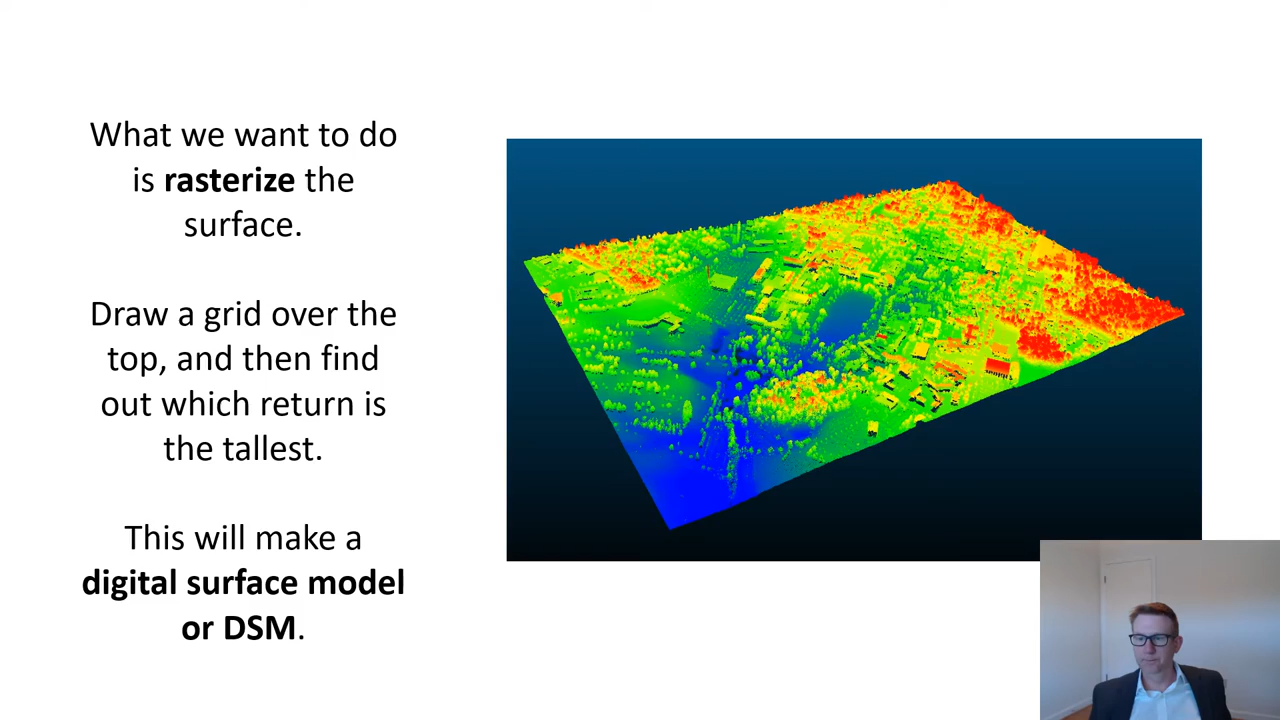 What we want to do
is rasterize the
surface.
Draw a grid over the
top, and then find
out which return is
the tallest.
This will make a
digital surface model
or DSM.